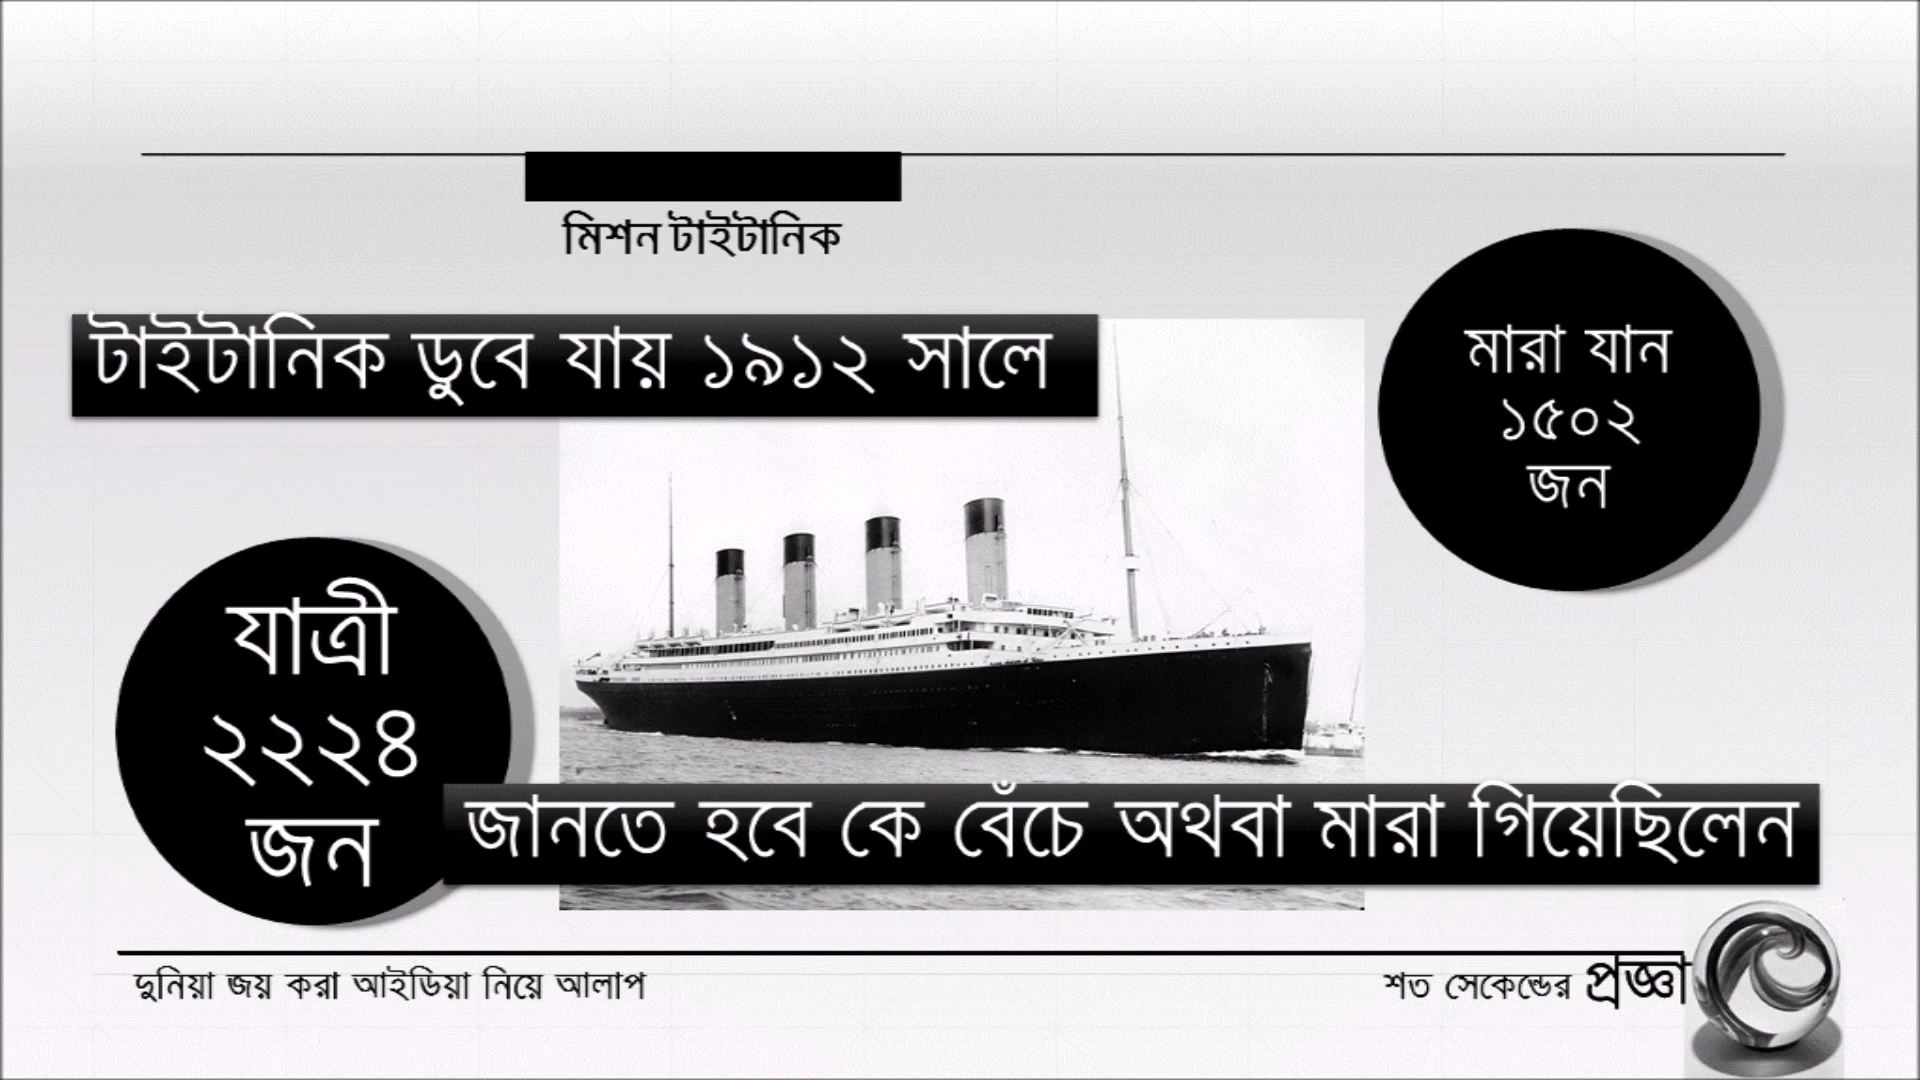 মিশন টাইটানিক
টাইটানিক ডুবে যায় ১৯১২ সালে
মারা যান
১৫০২
জন
যাত্রী
২২২৪
জন
জানতে হবে কে বেঁচে অথবা মারা গিয়েছিলেন
দুনিয়া জয় করা আইডিয়া নিয়ে আলাপ
শত সেকেন্ডের প্রজ্ঞা